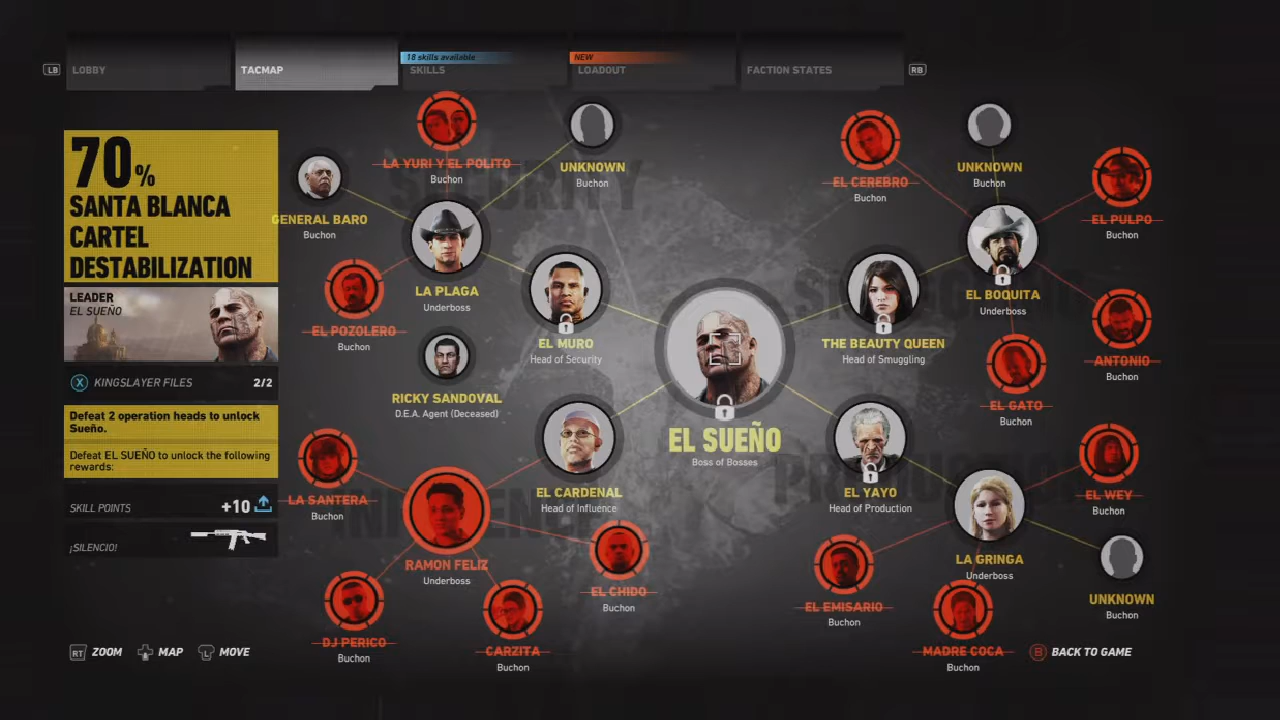 LB
LOBBY
TACMAP
18 skills available
SKILLS
NEW
LOADOUT
FACTION STATES
RB
70%
SANTA BLANCA
CARTEL
DESTABILIZATION
LEADER
EL SUEÑO
X KINGSLAYER FILES 2/2
Defeat 2 operation heads to unlock
Sueño.
Defeat EL SUEÑO to unlock the following
rewards:
SKILL POINTS +10
¡SILENCIO!
SECURITY
LA YURI Y EL POLITO
Buchon
UNKNOWN
Buchon
GENERAL BARO
Buchon
LA PLAGA
Underboss
EL POZOLERO
Buchon
EL MURO
Head of Security
RICKY SANDOVAL
D.E.A. Agent (Deceased)
EL CEREBRO
Buchon
UNKNOWN
Buchon
EL PULPO
Buchon
EL BOQUITA
Underboss
THE BEAUTY QUEEN
Head of Smuggling
ANTONIO
Buchon
EL GATO
Buchon
EL SUEÑO
Boss of Bosses
EL CARDENAL
Head of Influence
LA SANTERA
Buchon
RAMON FELIZ
Underboss
EL CHIDO
Buchon
DJ PERICO
Buchon
CARZITA
Buchon
EL YAYO
Head of Production
EL WEY
Buchon
LA GRINGA
Underboss
UNKNOWN
Buchon
EL EMISARIO
Buchon
MADRE COCA
Buchon
RT ZOOM MAP L MOVE
B BACK TO GAME